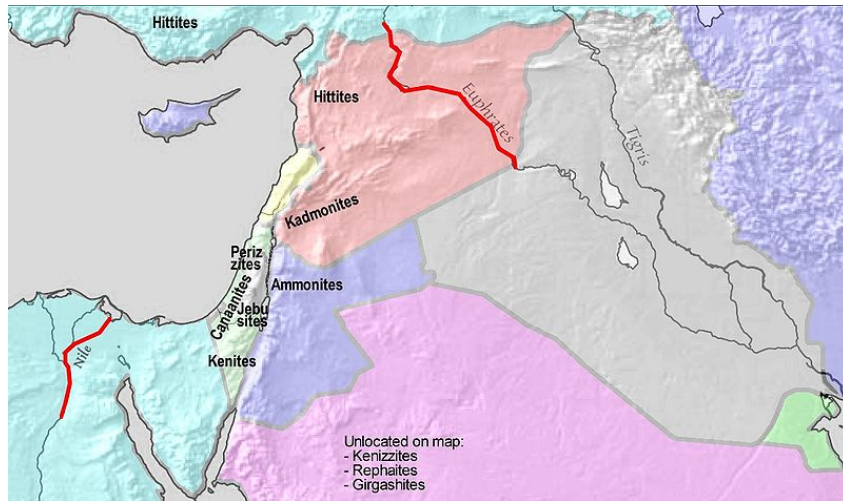 Hittites
Hittites
Euphrates
Tigris
Kadmonites
Periz
zites
Canaanites
Ammonites
Jebu
sites
Kenites
Nile
Unlocated on map:
- Kenizzites
- Rephaites
- Girgashites